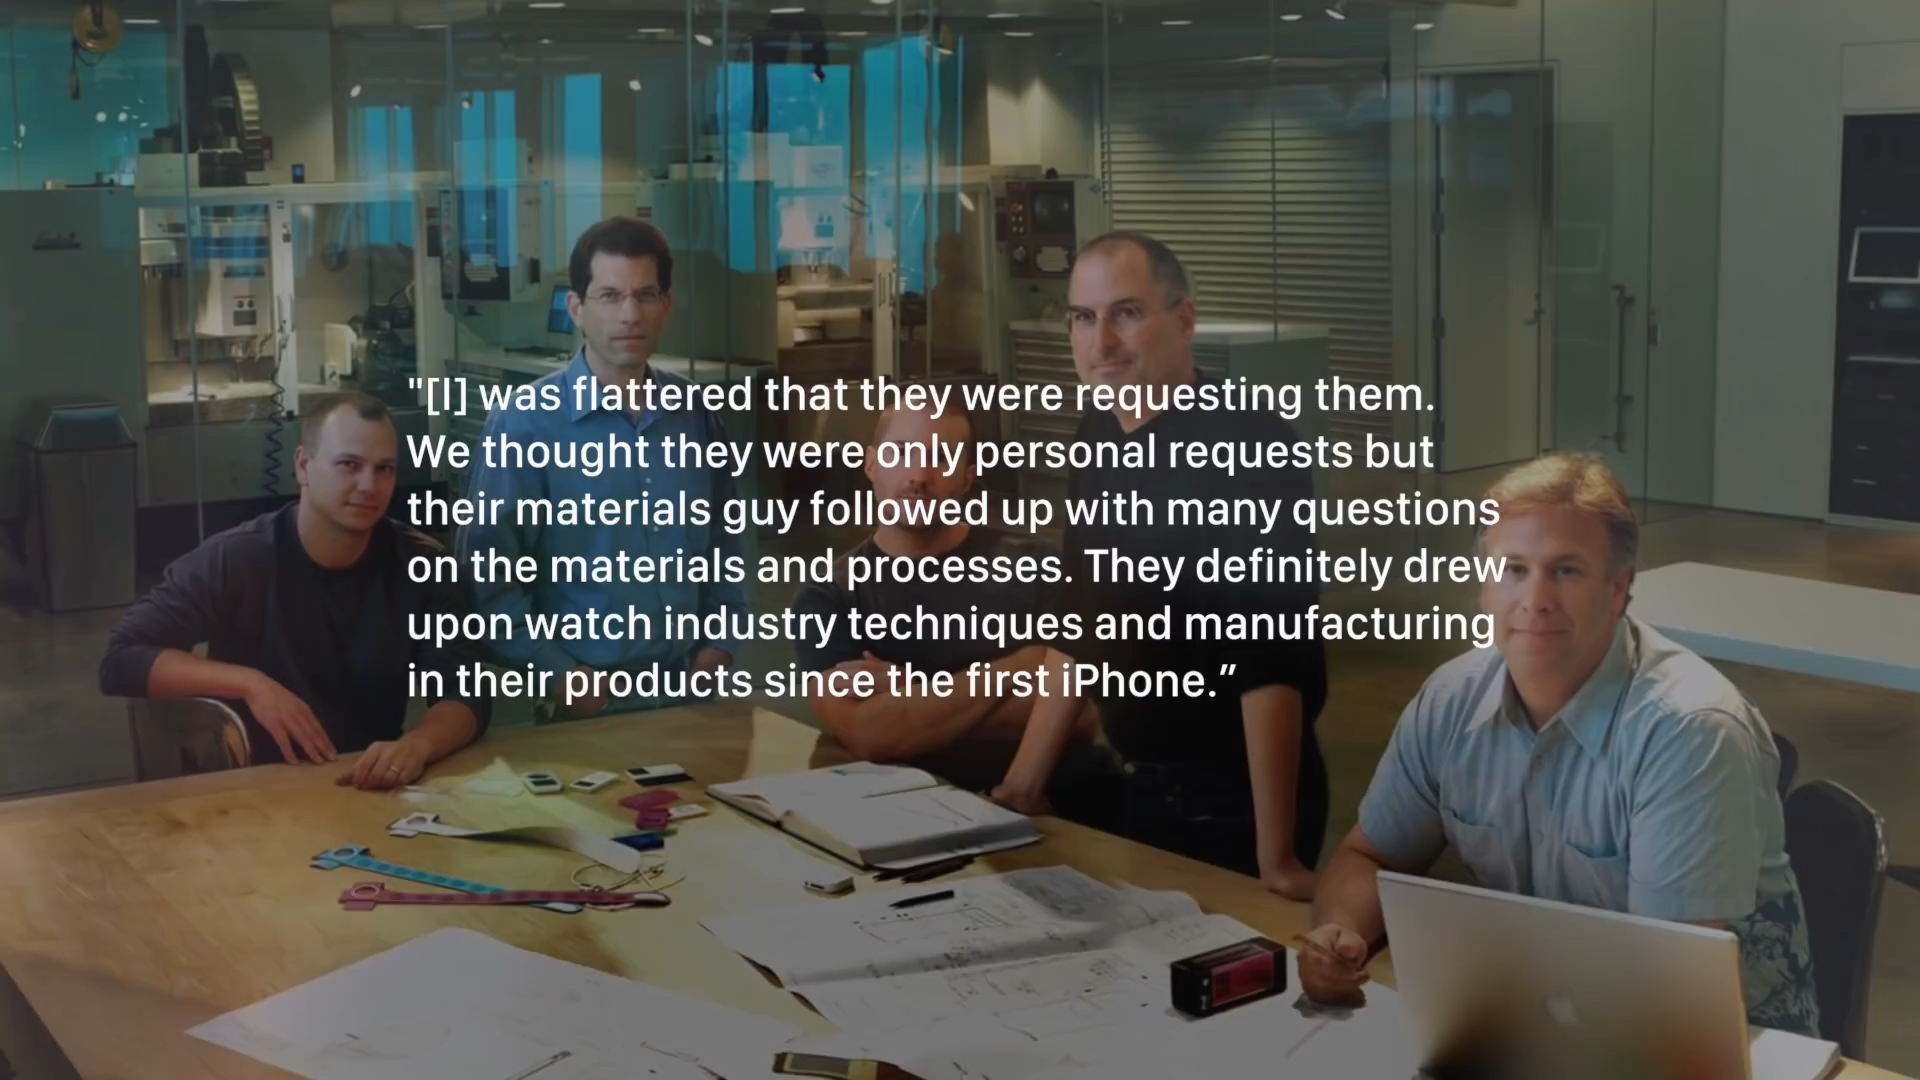 "[I] was flattered that they were requesting them.
We thought they were only personal requests but
their materials guy followed up with many questions
on the materials and processes. They definitely drew
upon watch industry techniques and manufacturing
in their products since the first iPhone.”